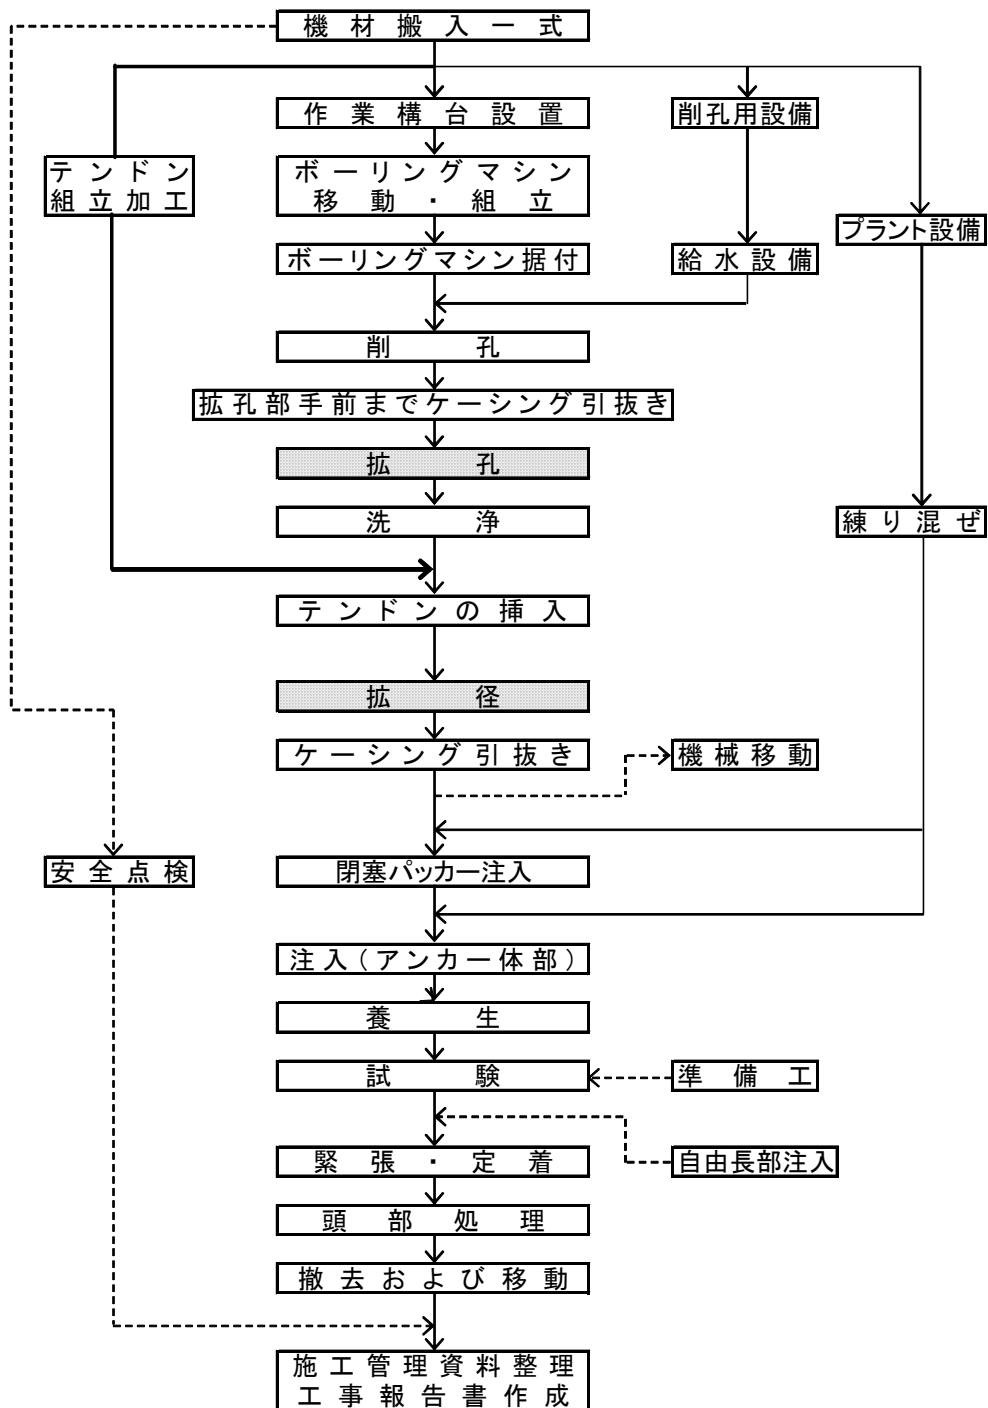 機材搬入一式
作業構台設置
削孔用設備
テンドン
組立加工
ボーリングマシン
移動・組立
プラント設備
ボーリングマシン据付
給水設備
削孔
拡孔部手前までケーシング引抜き
拡孔
洗浄
練り混ぜ
テンドンの挿入
拡径
ケーシング引抜き
機械移動
安全点検
閉塞パッカー注入
注入(アンカー体部)
養生
試験
準備工
緊張・定着
自由長部注入
頭部処理
撤去および移動
施工管理資料整理
工事報告書作成